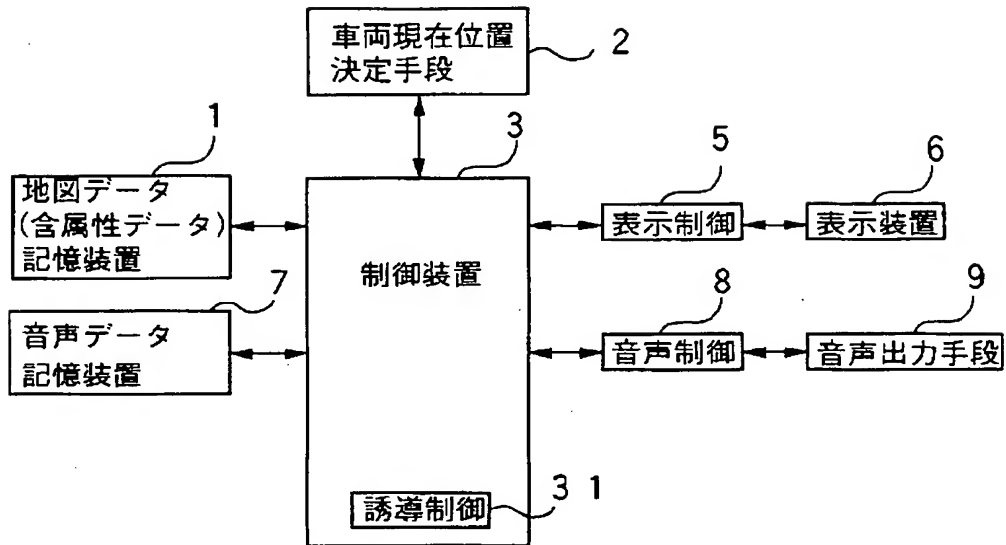 車両現在位置
決定手段
2
1
3
5
6
地図データ
(含属性データ)
記憶装置
表示制御
表示装置
制御装置
7
8
9
音声データ
記憶装置
音声制御
音声出力手段
誘導制御
31